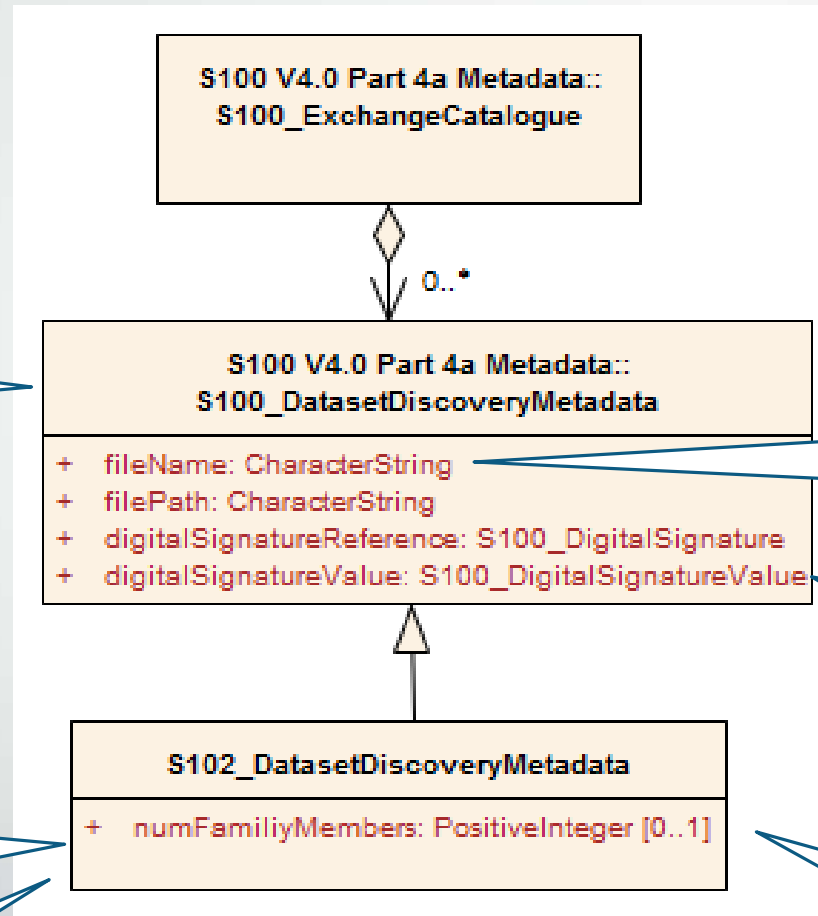 S100 V4.0 Part 4a Metadata::
S100_ExchangeCatalogue
0..*
S100 V4.0 Part 4a Metadata::
S100_DatasetDiscoveryMetadata
+ fileName: CharacterString
+ filePath: CharacterString
+ digitalSignatureReference: S100_DigitalSignature
+ digitalSignatureValue: S100_DigitalSignatureValue
S102_DatasetDiscoveryMetadata
+ numFamiliyMembers: PositiveInteger [0..1]